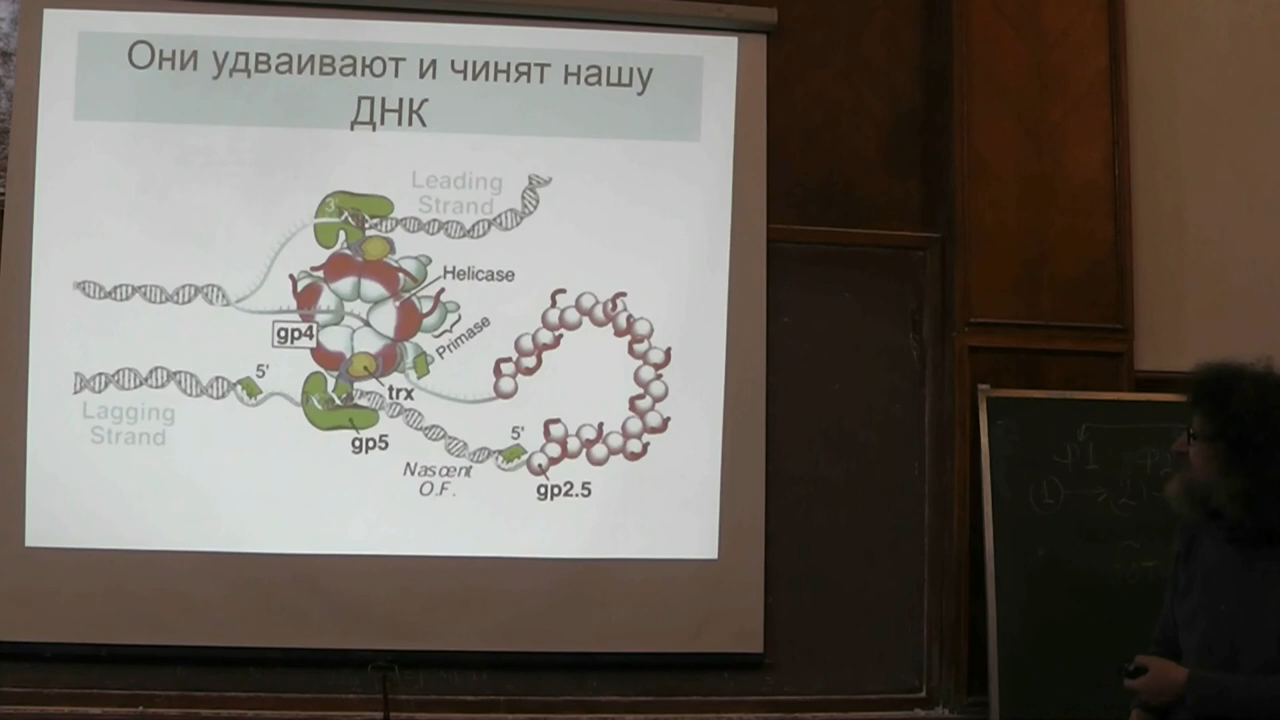 Они удваивают и чинят нашу
ДНК
Leading
Strand
3'
Helicase
gp4
Primase
5'
trx
Lagging
Strand
gp5
5'
Nascent
O.F.
gp2.5